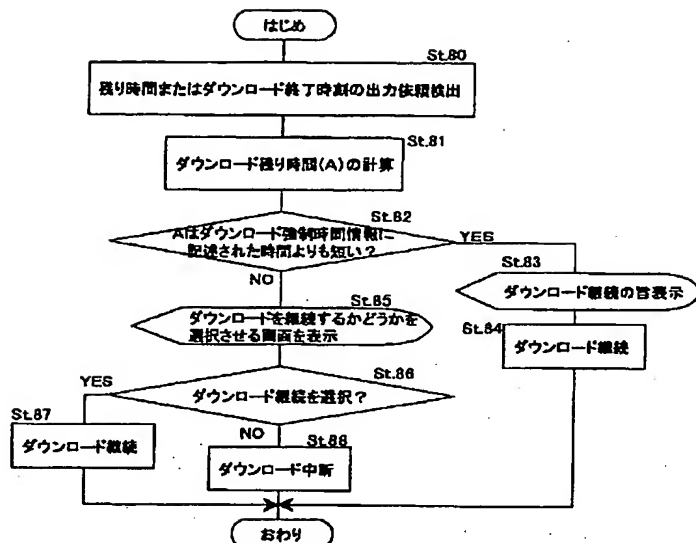 はじめ
St.80
残り時間またはダウンロード終了時刻の出力依頼検出
St.81
ダウンロード残り時間(A)の計算
St.82
Aはダウンロード強制時間情報に
記述された時間よりも短い?
YES
NO
St.83
ダウンロード継続の旨表示
St.84
ダウンロード継続
St.85
ダウンロードを継続するかどうかを
選択させる画面を表示
St.86
ダウンロード継続を選択?
YES
NO
St.87
ダウンロード継続
St.88
ダウンロード中断
おわり